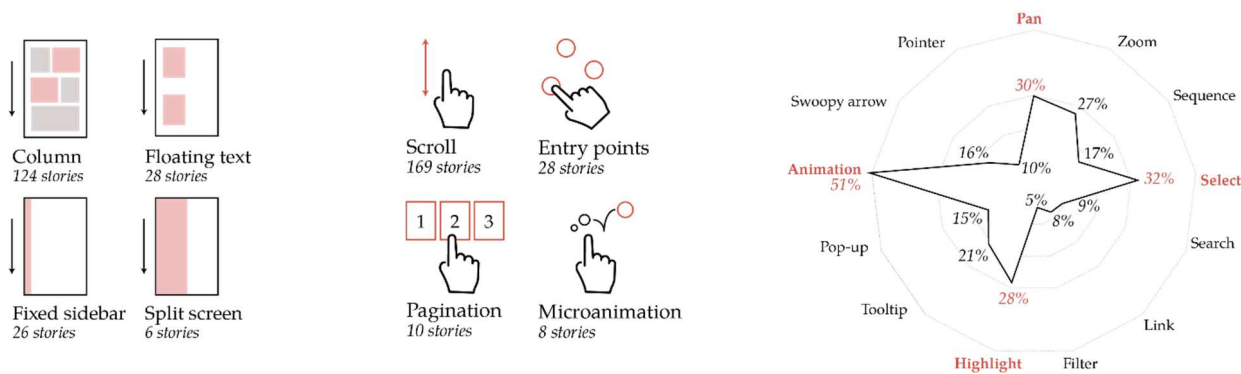 Column
124 stories
Floating text
28 stories
Fixed sidebar
26 stories
Split screen
6 stories
Scroll
169 stories
Entry points
28 stories
1 2 3
Pagination
10 stories
Microanimation
8 stories
Pan
Pointer
Zoom
30%
27%
Swoopy arrow
Sequence
16%
10%
17%
Animation
51%
32%
Select
5%
9%
15%
8%
Pop-up
21%
Search
28%
Tooltip
Link
Highlight
Filter